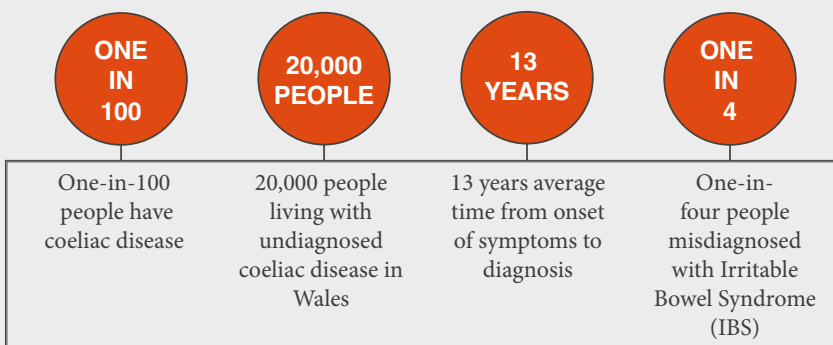 ONE
IN
100
20,000
PEOPLE
13
YEARS
ONE
IN
4
One-in-100
people have
coeliac disease
20,000 people
living with
undiagnosed
coeliac disease in
Wales
13 years average
time from onset
of symptoms to
diagnosis
One-in-
four people
misdiagnosed
with Irritable
Bowel Syndrome
(IBS)